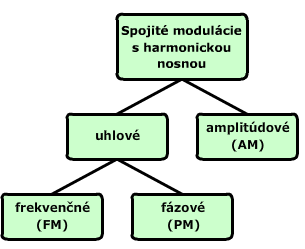 Spojité modulácie
s harmonickou
nosnou
uhlové
amplitúdové
(AM)
frekvenčné
(FM)
fázové
(PM)